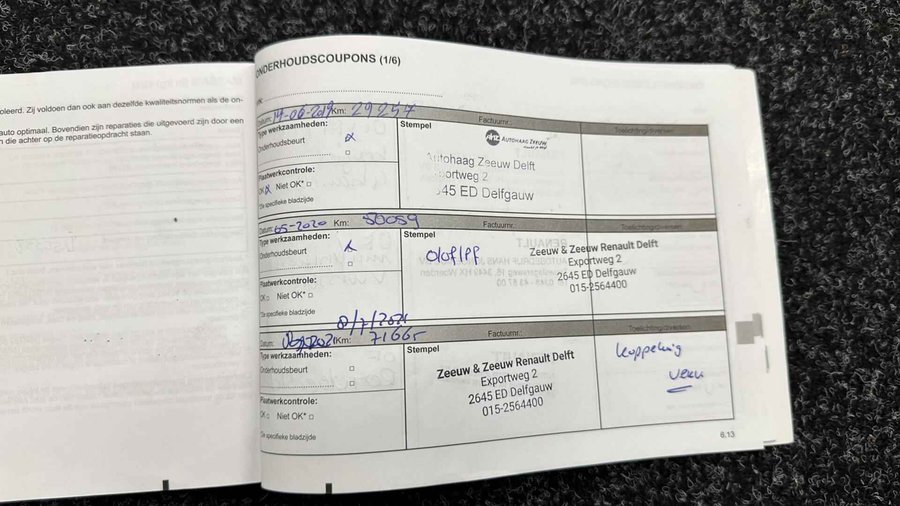 oleerd. Zij voldoen dan ook aan dezelfde kwaliteitsnormen als de on-
auto optimaal. Bovendien zijn reparaties die uitgevoerd zijn door een
n die achter op de reparatieopdracht staan.
ONDERHOUDSCOUPONS (1/6)
Datum: 19-06-2019 Km: 29257 Factuurnr.: Toelichting/diversen
Type werkzaamheden:
Onderhoudsbeurt
Plaatwerkcontrole:
OK Niet OK*
*Zie specifieke bladzijde
Stempel
AUTOHAAG ZEEUW
Autohaag Zeeuw Delft
portweg 2
645 ED Delfgauw
Datum: 05-2020 Km: 50059 Factuurnr.: Toelichting/diversen
Type werkzaamheden:
Onderhoudsbeurt
Plaatwerkcontrole:
OK Niet OK*
*Zie specifieke bladzijde
Stempel
Zeeuw & Zeeuw Renault Delft
Exportweg 2
2645 ED Delfgauw
015-2564400
8/7/2021
Datum: Km: 71665 Factuurnr.: Toelichting/diversen
Type werkzaamheden:
Onderhoudsbeurt
Plaatwerkcontrole:
OK Niet OK*
*Zie specifieke bladzijde
Stempel
Zeeuw & Zeeuw Renault Delft
Exportweg 2
2645 ED Delfgauw
015-2564400
koppeling
verv
6.13